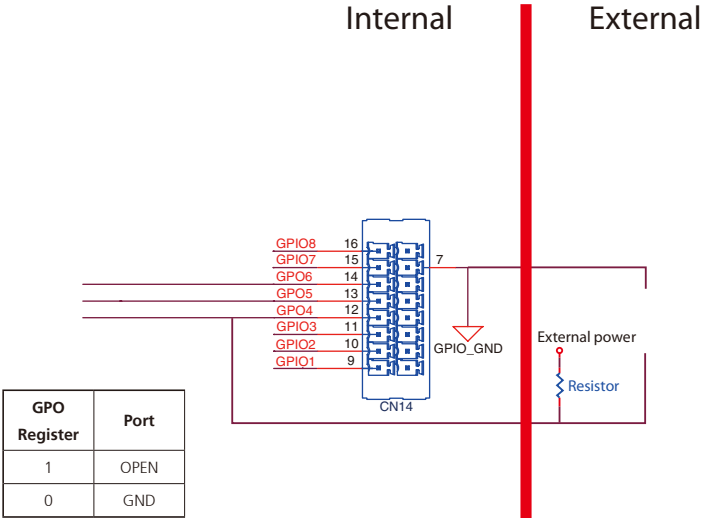 Internal
External
GPIO8 16
GPIO7 15
7
GPO6 14
GPO5 13
GPO4 12
GPIO3 11
GPIO2 10
GPIO1 9
GPIO_GND
External power
Resistor
CN14
GPO
Register
Port
1 OPEN
0 GND